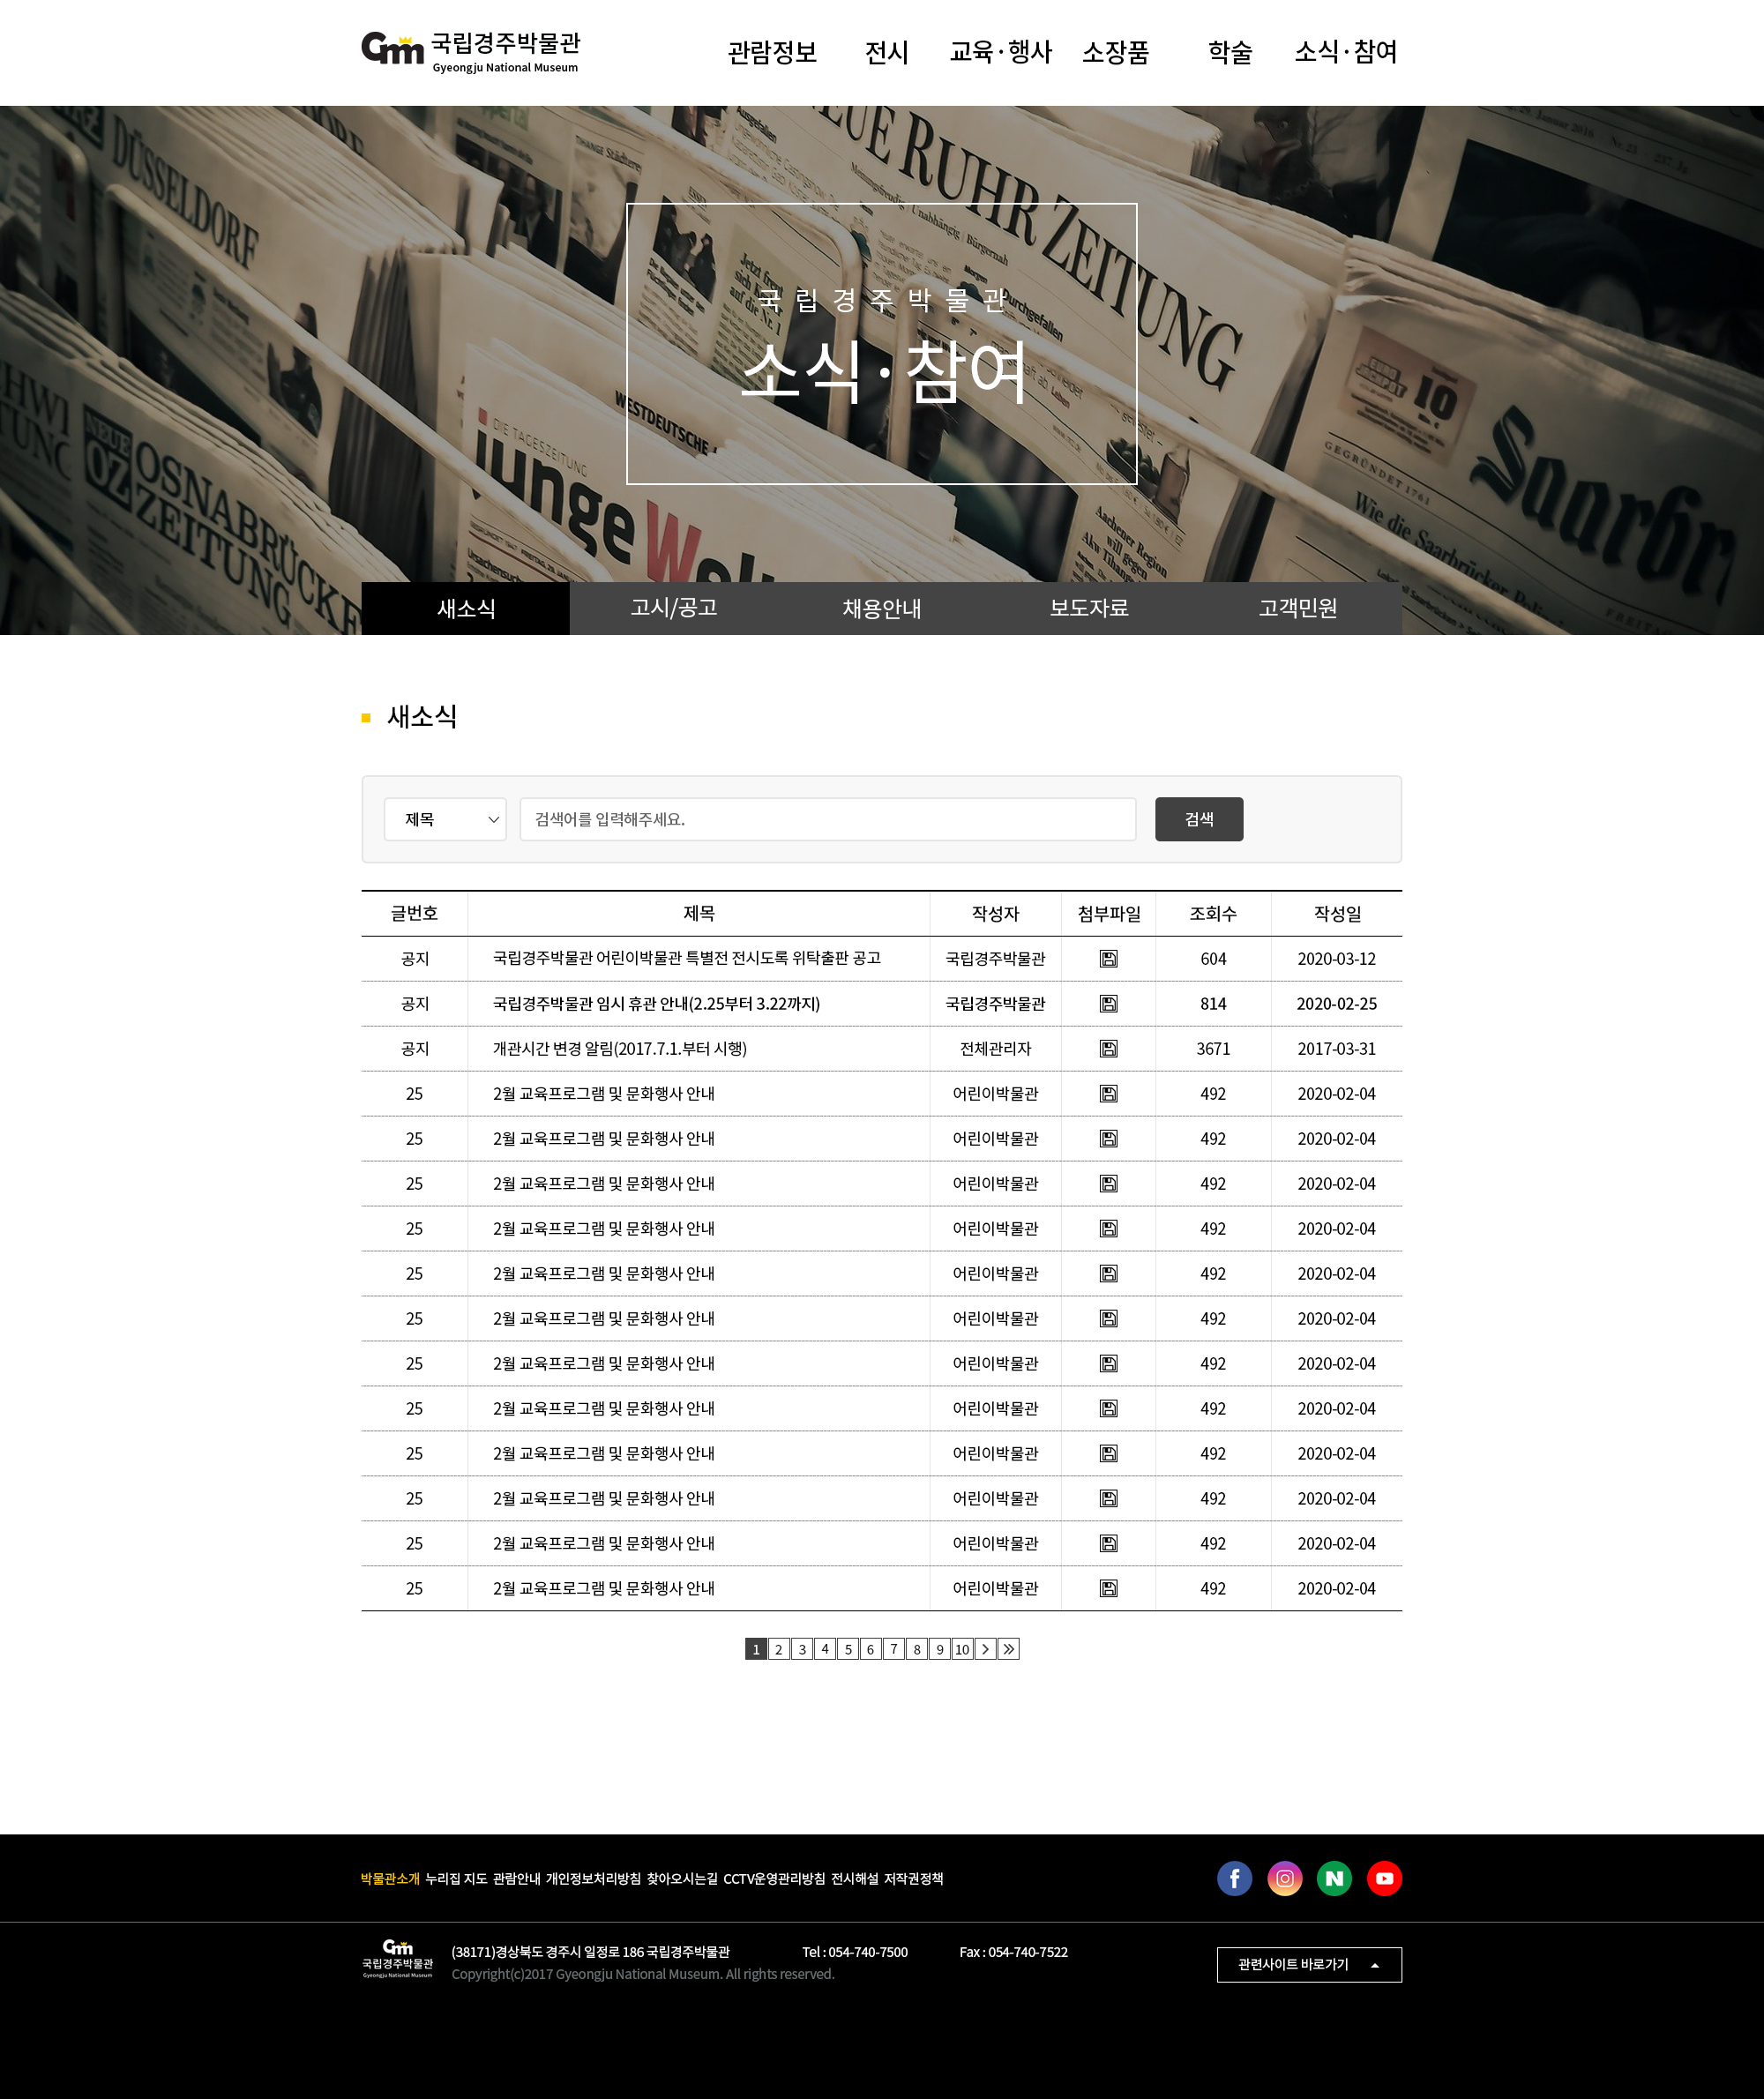 Gnm 국립경주박물관
Gyeongju National Museum
관람정보 전시 교육·행사 소장품 학술 소식·참여
DÜSSELDORF
NEUE RUHR ZEITUNG
국립경주박물관
소식·참여
WESTDEUTSCHE
DIE TAGESZEITUNG
junge Welt
NEUE OZ OSNABRÜCKER ZEITUNG
EUROJACKPOT 10
GEGRÜNDET 1761
Saarbrü
Aachener Region
will gegen
Akw Tihange
새소식 고시/공고 채용안내 보도자료 고객민원
새소식
제목 검색어를 입력해주세요. 검색
글번호 제목 작성자 첨부파일 조회수 작성일
공지 국립경주박물관 어린이박물관 특별전 전시도록 위탁출판 공고 국립경주박물관 604 2020-03-12
공지 국립경주박물관 임시 휴관 안내(2.25부터 3.22까지) 국립경주박물관 814 2020-02-25
공지 개관시간 변경 알림(2017.7.1.부터 시행) 전체관리자 3671 2017-03-31
25 2월 교육프로그램 및 문화행사 안내 어린이박물관 492 2020-02-04
25 2월 교육프로그램 및 문화행사 안내 어린이박물관 492 2020-02-04
25 2월 교육프로그램 및 문화행사 안내 어린이박물관 492 2020-02-04
25 2월 교육프로그램 및 문화행사 안내 어린이박물관 492 2020-02-04
25 2월 교육프로그램 및 문화행사 안내 어린이박물관 492 2020-02-04
25 2월 교육프로그램 및 문화행사 안내 어린이박물관 492 2020-02-04
25 2월 교육프로그램 및 문화행사 안내 어린이박물관 492 2020-02-04
25 2월 교육프로그램 및 문화행사 안내 어린이박물관 492 2020-02-04
25 2월 교육프로그램 및 문화행사 안내 어린이박물관 492 2020-02-04
25 2월 교육프로그램 및 문화행사 안내 어린이박물관 492 2020-02-04
25 2월 교육프로그램 및 문화행사 안내 어린이박물관 492 2020-02-04
25 2월 교육프로그램 및 문화행사 안내 어린이박물관 492 2020-02-04
1 2 3 4 5 6 7 8 9 10
박물관소개 누리집 지도 관람안내 개인정보처리방침 찾아오시는길 CCTV운영관리방침 전시해설 저작권정책
Gnm
국립경주박물관
Gyeongju National Museum
(38171)경상북도 경주시 일정로 186 국립경주박물관 Tel : 054-740-7500 Fax : 054-740-7522
Copyright(c)2017 Gyeongju National Museum. All rights reserved.
관련사이트 바로가기